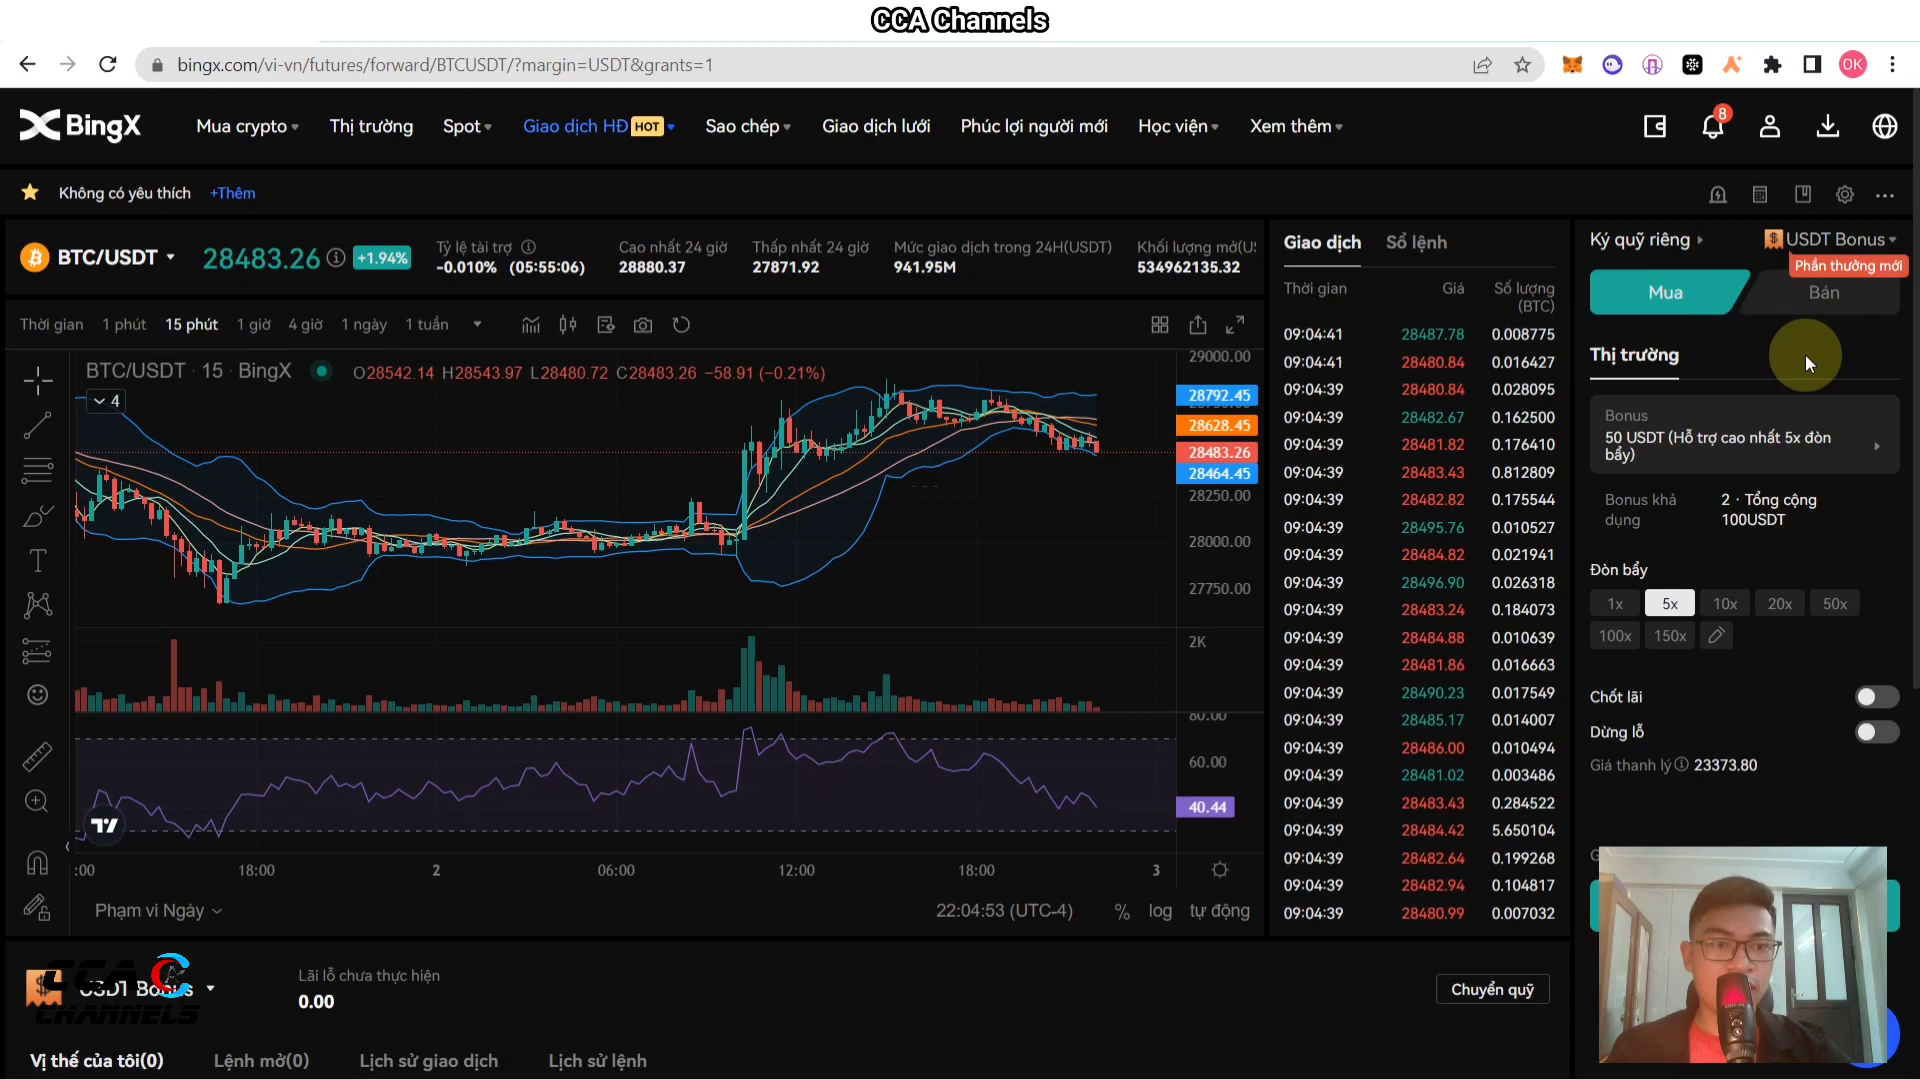 CCA Channels
bingx.com/vi-vn/futures/forward/BTCUSDT/?margin=USDT&grants=1
OK
BingX
Mua crypto
Thị trường
Spot
Giao dịch HĐ HOT
Sao chép
Giao dịch lưới
Phúc lợi người mới
Học viện
Xem thêm
8
Không có yêu thích +Thêm
BTC/USDT
28483.26
+1.94%
Tỷ lệ tài trợ
-0.010% (05:55:06)
Cao nhất 24 giờ
28880.37
Thấp nhất 24 giờ
27871.92
Mức giao dịch trong 24H(USDT)
941.95M
Khối lượng mở(US
534962135.32
Thời gian 1 phút 15 phút 1 giờ 4 giờ 1 ngày 1 tuần
BTC/USDT · 15 · BingX
O28542.14 H28543.97 L28480.72 C28483.26 −58.91 (−0.21%)
4
29000.00
28792.45
28628.45
28483.26
28464.45
28250.00
28000.00
27750.00
2K
80.00
60.00
40.44
:00 18:00 2 06:00 12:00 18:00 3
Phạm vi Ngày
22:04:53 (UTC-4) % log tự động
Giao dịch Sổ lệnh
Thời gian Giá Số lượng
(BTC)
09:04:41 28487.78 0.008775
09:04:41 28480.84 0.016427
09:04:39 28480.84 0.028095
09:04:39 28482.67 0.162500
09:04:39 28481.82 0.176410
09:04:39 28483.43 0.812809
09:04:39 28482.82 0.175544
09:04:39 28495.76 0.010527
09:04:39 28484.82 0.021941
09:04:39 28496.90 0.026318
09:04:39 28483.24 0.184073
09:04:39 28484.88 0.010639
09:04:39 28481.86 0.016663
09:04:39 28490.23 0.017549
09:04:39 28485.17 0.014007
09:04:39 28486.00 0.010494
09:04:39 28481.02 0.003486
09:04:39 28483.43 0.284522
09:04:39 28484.42 5.650104
09:04:39 28482.64 0.199268
09:04:39 28482.94 0.104817
09:04:39 28480.99 0.007032
Ký quỹ riêng
USDT Bonus
Phần thưởng mới
Mua
Bán
Thị trường
Bonus
50 USDT (Hỗ trợ cao nhất 5x đòn
bẩy)
Bonus khả
dụng
2 · Tổng cộng
100USDT
Đòn bẩy
1x 5x 10x 20x 50x
100x 150x
Chốt lãi
Dừng lỗ
Giá thanh lý 23373.80
USDT Bonus
CCA
CHANNELS
Lãi lỗ chưa thực hiện
0.00
Chuyển quỹ
Vị thế của tôi(0) Lệnh mở(0) Lịch sử giao dịch Lịch sử lệnh